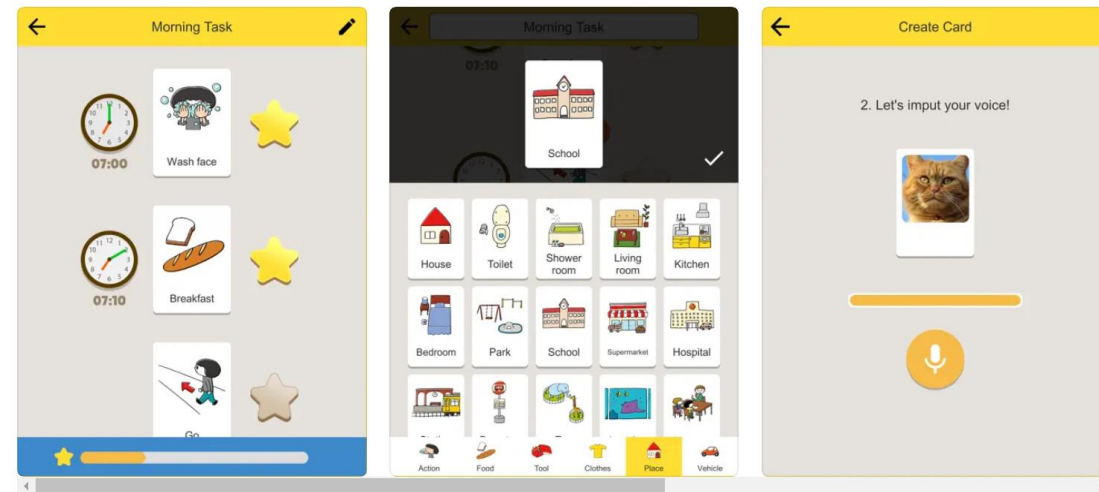 Morning Task
07:00
Wash face
07:10
Breakfast
Go
Morning Task
07:10
School
House
Toilet
Shower
room
Living
room
Kitchen
Bedroom
Park
School
Supermarket
Hospital
Action
Food
Tool
Clothes
Place
Vehicle
Create Card
2. Let's imput your voice!